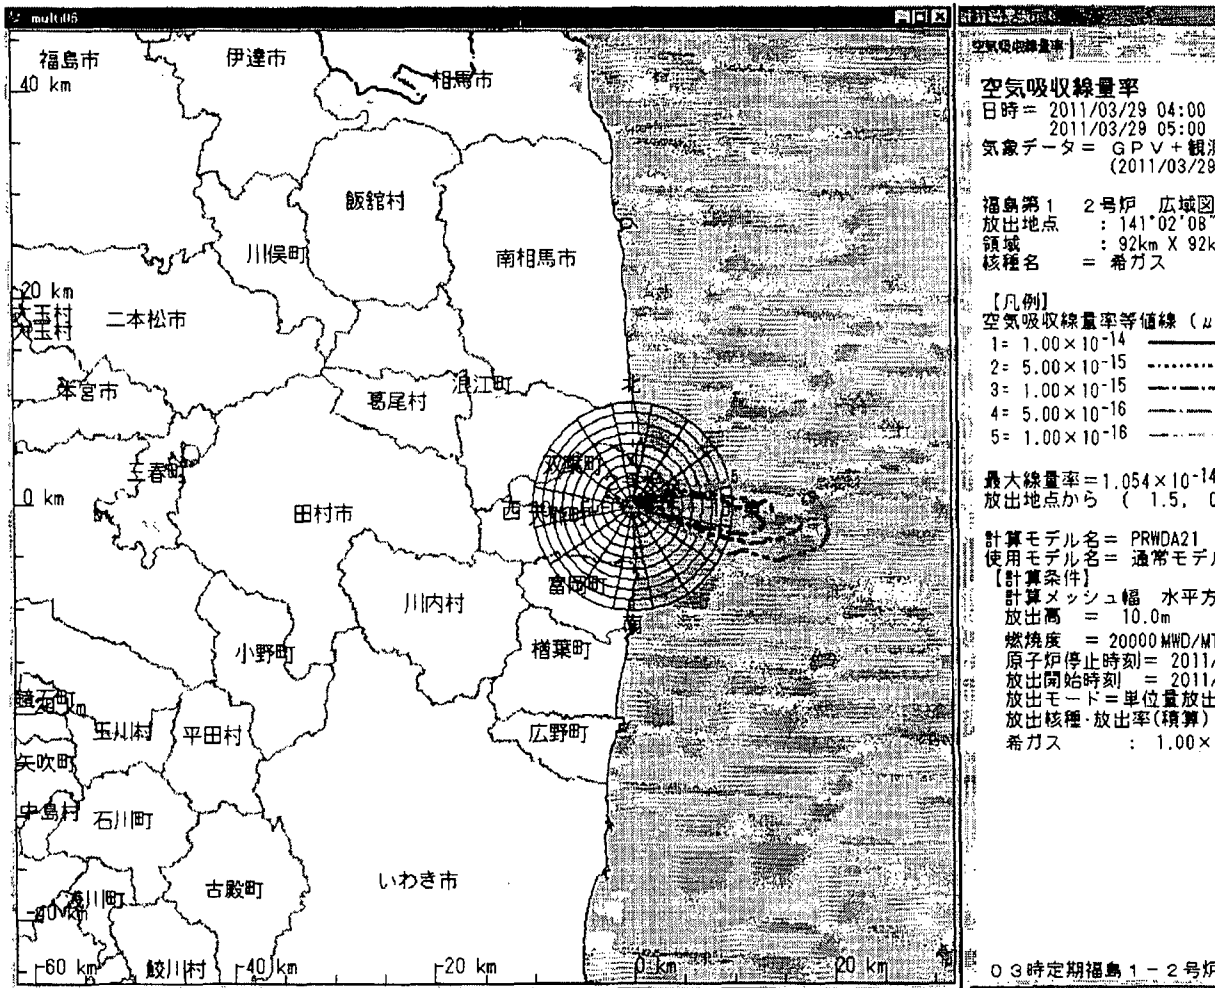 multi06
福島市
伊達市
相馬市
40 km
飯舘村
川俣町
南相馬市
20 km
大玉村
大玉村
二本松市
本宮市
葛尾村
浪江町
北
三春町
双葉町
0 km
田村市
西
東
川内村
富岡町
南
小野町
楢葉町
鏡石町
玉川村
平田村
広野町
矢吹町
中島村
石川町
浅川町
古殿町
いわき市
-40 km
鮫川村
-60 km
-40 km
-20 km
0 km
20 km
空気吸収線量率
空気吸収線量率
日時= 2011/03/29 04:00
2011/03/29 05:00
気象データ= GPV+観測
(2011/03/29
福島第1 2号炉 広域図
放出地点 : 141°02'08"
領域 : 92km X 92k
核種名 = 希ガス
【凡例】
空気吸収線量率等値線 (μ
1= 1.00×10⁻¹⁴
2= 5.00×10⁻¹⁵
3= 1.00×10⁻¹⁵
4= 5.00×10⁻¹⁶
5= 1.00×10⁻¹⁶
最大線量率=1.054×10⁻¹⁴
放出地点から ( 1.5, 0
計算モデル名= PRWDA21
使用モデル名= 通常モデル
【計算条件】
計算メッシュ幅 水平方
放出高 = 10.0m
燃焼度 = 20000MWD/MT
原子炉停止時刻= 2011/
放出開始時刻 = 2011/
放出モード=単位量放出
放出核種・放出率(積算)
希ガス : 1.00×
03時定期福島1-2号炉